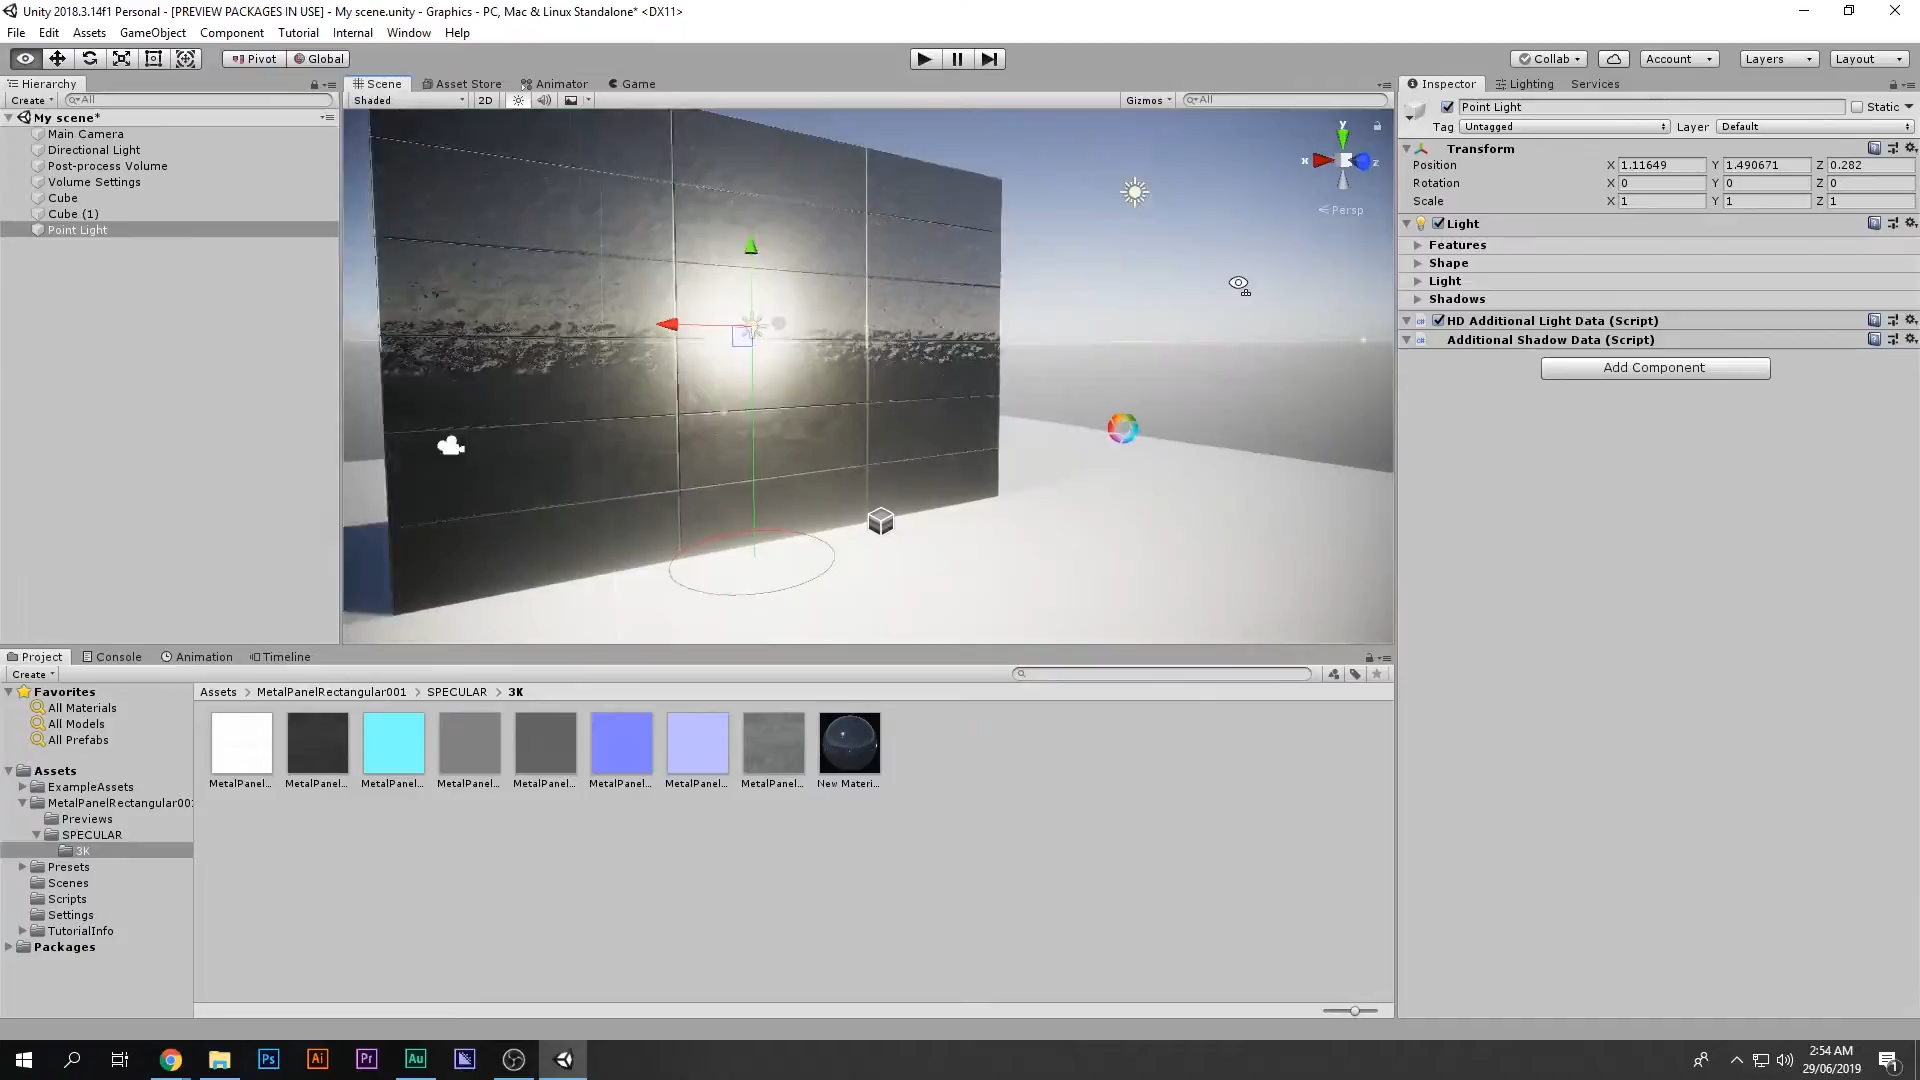 Unity 2018.3.14f1 Personal - [PREVIEW PACKAGES IN USE] - My scene.unity - Graphics - PC, Mac & Linux Standalone* <DX11>
File Edit Assets GameObject Component Tutorial Internal Window Help
Pivot Global Collab Account Layers Layout
Hierarchy Scene Asset Store Animator Game Inspector Lighting Services
Create All Shaded 2D Gizmos All Point Light Static
My scene* Tag Untagged Layer Default
Main Camera
Directional Light
Post-process Volume
Volume Settings
Cube
Cube (1)
Point Light
y
x z
Persp
Transform
Position X 1.11649 Y 1.490671 Z 0.282
Rotation X 0 Y 0 Z 0
Scale X 1 Y 1 Z 1
Light
Features
Shape
Light
Shadows
HD Additional Light Data (Script)
Additional Shadow Data (Script)
Add Component
Project Console Animation Timeline
Create
Favorites
All Materials
All Models
All Prefabs
Assets
ExampleAssets
MetalPanelRectangular001
Previews
SPECULAR
3K
Presets
Scenes
Scripts
Settings
TutorialInfo
Packages
Assets > MetalPanelRectangular001 > SPECULAR > 3K
MetalPanel... MetalPanel... MetalPanel... MetalPanel... MetalPanel... MetalPanel... MetalPanel... MetalPanel... New Materi...
Ps Ai Pr Au
2:54 AM
29/06/2019
1